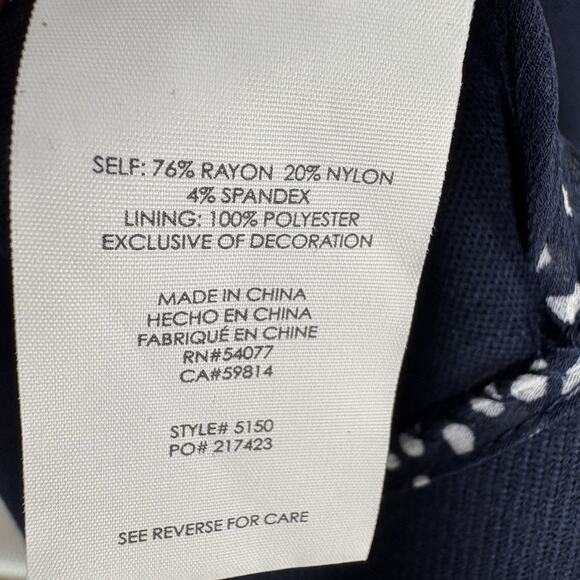 SELF: 76% RAYON 20% NYLON
4% SPANDEX
LINING: 100% POLYESTER
EXCLUSIVE OF DECORATION
MADE IN CHINA
HECHO EN CHINA
FABRIQUÉ EN CHINE
RN#54077
CA#59814
STYLE# 5150
PO# 217423
SEE REVERSE FOR CARE